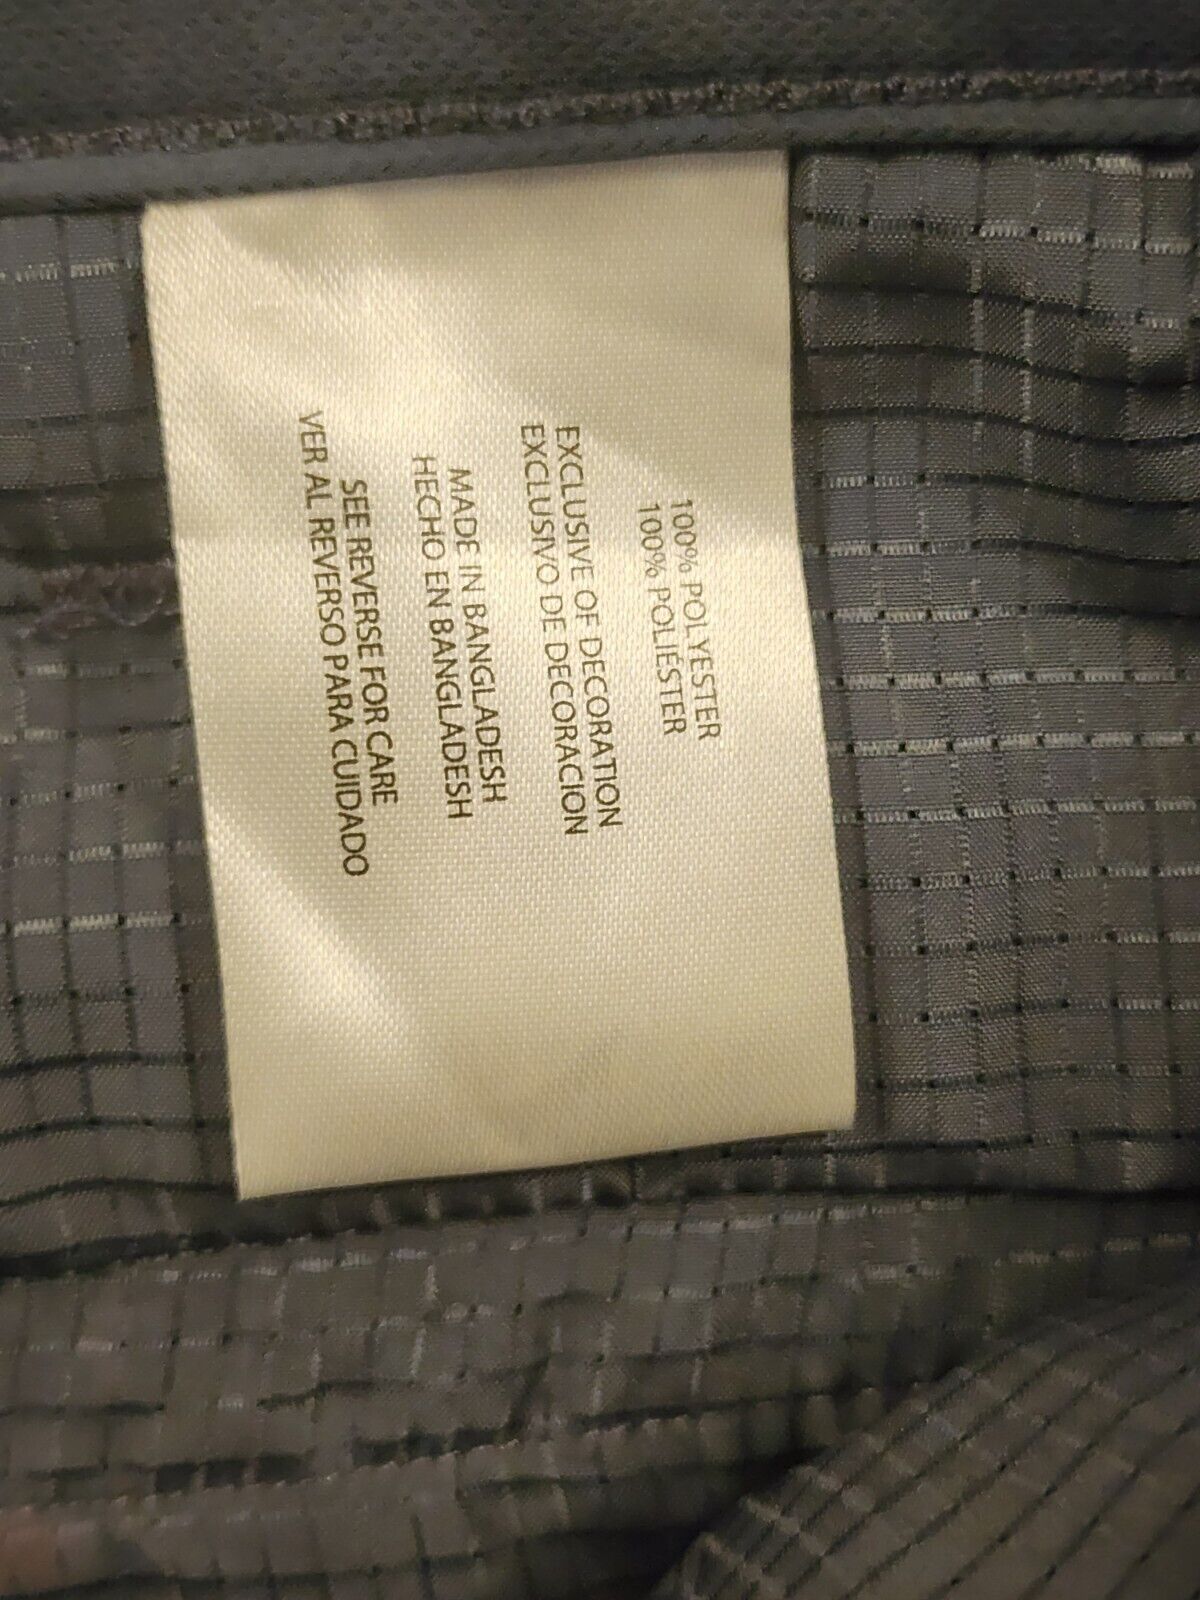 100% POLYESTER
100% POLIÉSTER
EXCLUSIVE OF DECORATION
EXCLUSIVO DE DECORACION
MADE IN BANGLADESH
HECHO EN BANGLADESH
SEE REVERSE FOR CARE
VER AL REVERSO PARA CUIDADO